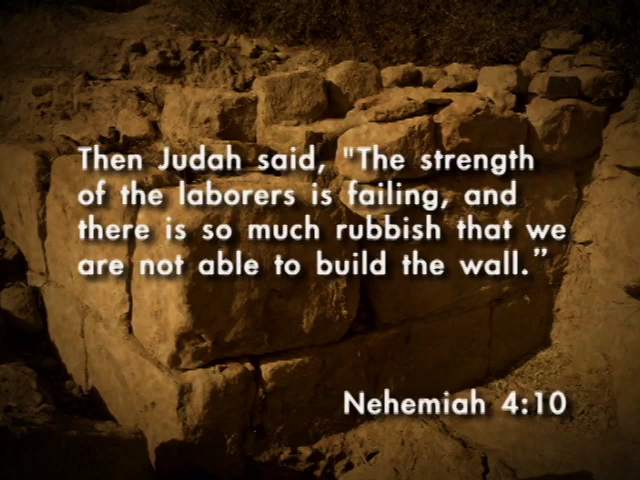 Then Judah said, "The strength
of the laborers is failing, and
there is so much rubbish that we
are not able to build the wall.”
Nehemiah 4:10